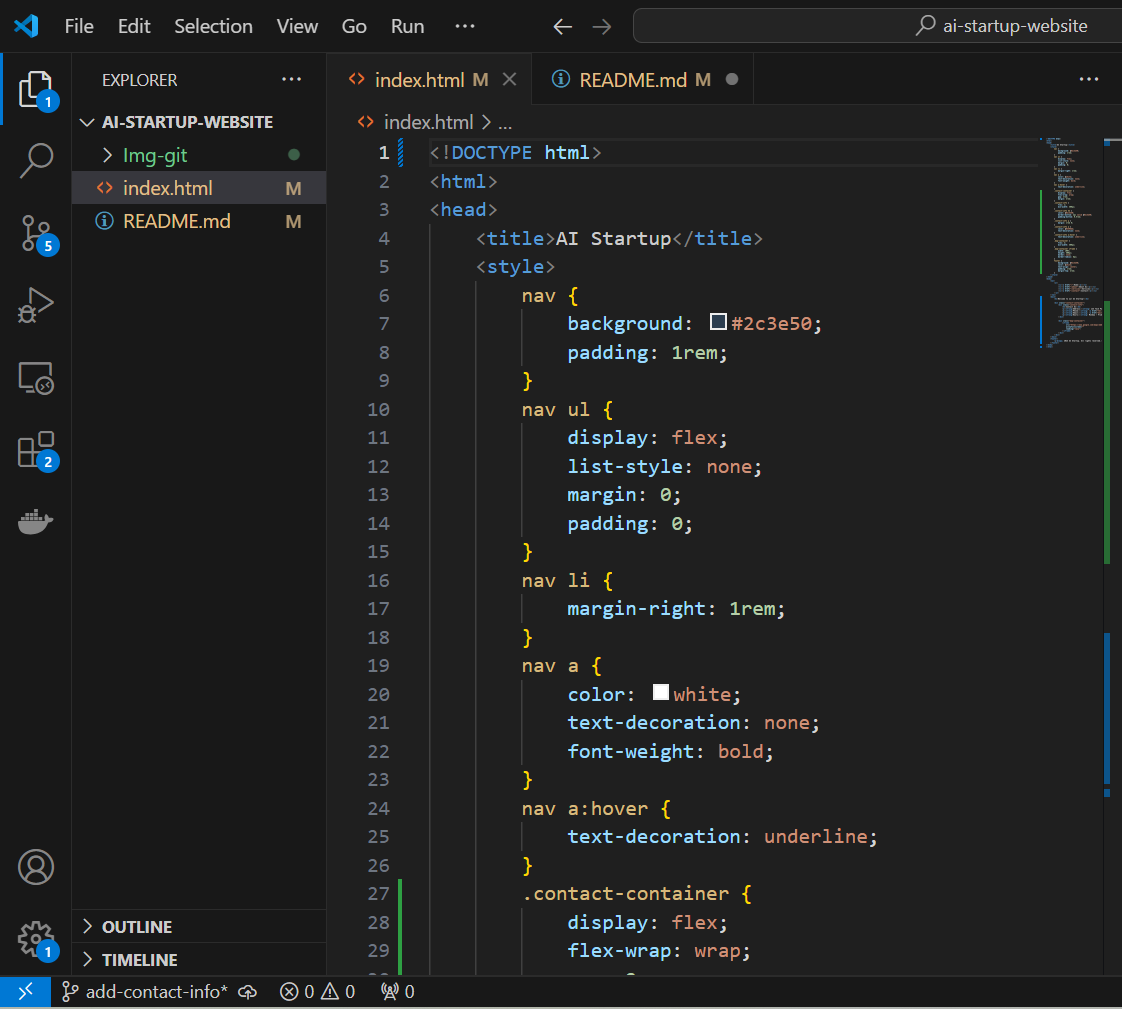 File Edit Selection View Go Run ··· ai-startup-website
EXPLORER ···
1
AI-STARTUP-WEBSITE
Img-git
index.html M
README.md M
5
2
OUTLINE
TIMELINE
1
index.html M
README.md M
···
index.html > ...
1 <!DOCTYPE html>
2 <html>
3 <head>
4 <title>AI Startup</title>
5 <style>
6 nav {
7 background: #2c3e50;
8 padding: 1rem;
9 }
10 nav ul {
11 display: flex;
12 list-style: none;
13 margin: 0;
14 padding: 0;
15 }
16 nav li {
17 margin-right: 1rem;
18 }
19 nav a {
20 color: white;
21 text-decoration: none;
22 font-weight: bold;
23 }
24 nav a:hover {
25 text-decoration: underline;
26 }
27 .contact-container {
28 display: flex;
29 flex-wrap: wrap;
add-contact-info* 0 0 0